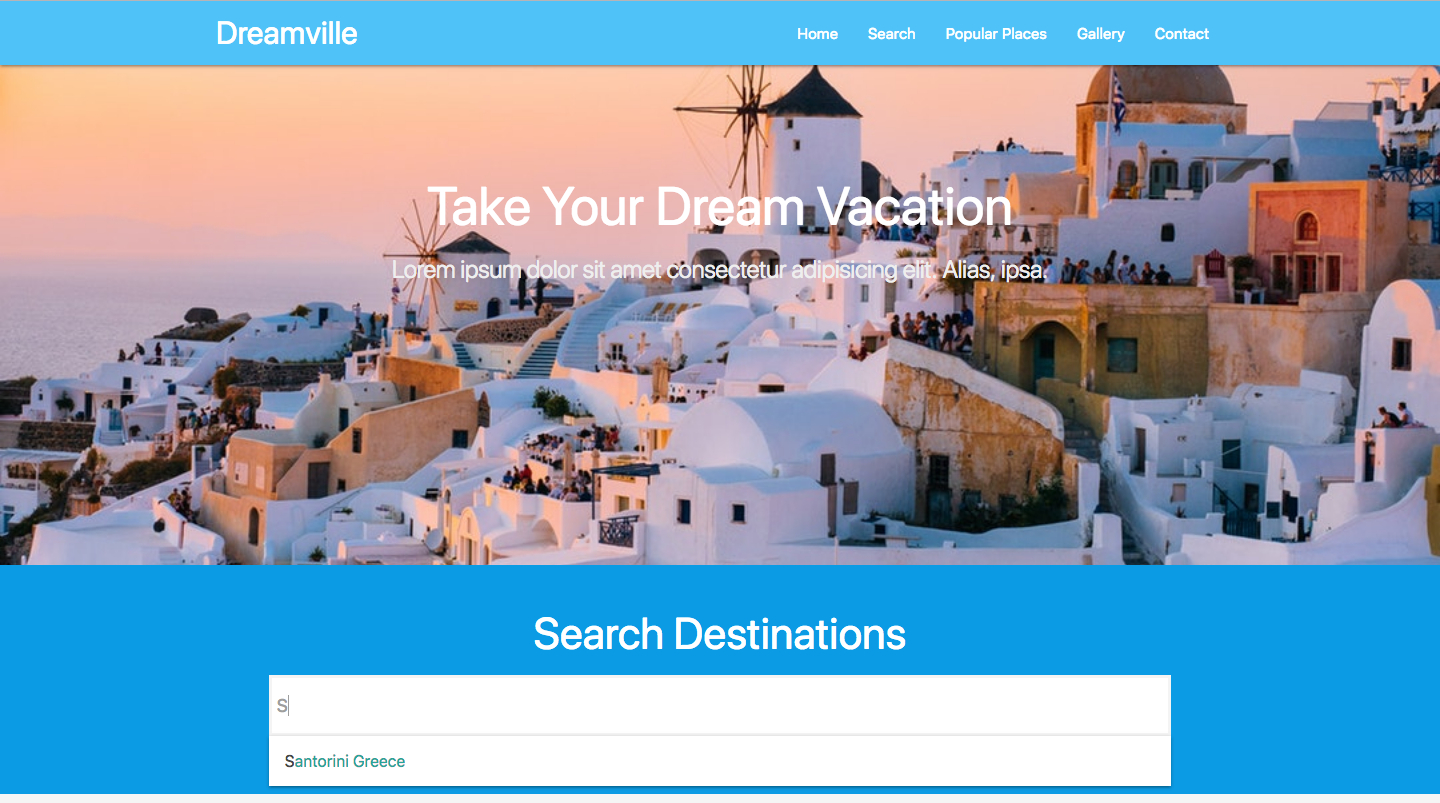 Dreamville
Home Search Popular Places Gallery Contact
Take Your Dream Vacation
Lorem ipsum dolor sit amet consectetur adipisicing elit. Alias, ipsa.
Search Destinations
S
Santorini Greece